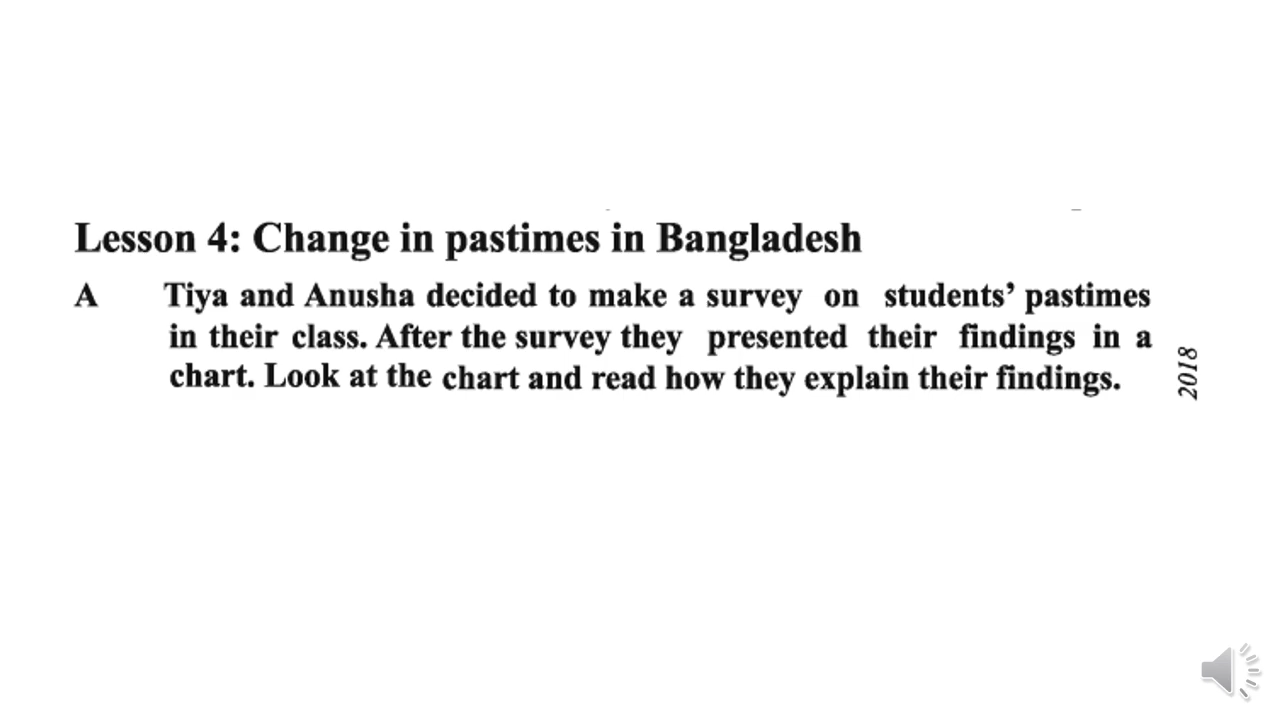 Lesson 4: Change in pastimes in Bangladesh
A Tiya and Anusha decided to make a survey on students’ pastimes
in their class. After the survey they presented their findings in a
chart. Look at the chart and read how they explain their findings.
2018